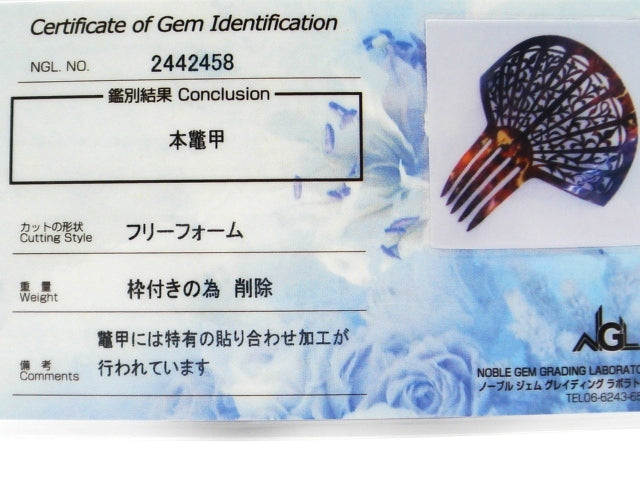 Certificate of Gem Identification
NGL. NO. 2442458
鑑別結果 Conclusion
本鼈甲
カットの形状 フリーフォーム
Cutting Style
重量 枠付きの為 削除
Weight
鼈甲には特有の貼り合わせ加工が
備考 行われています
Comments
NGL
NOBLE GEM GRADING LABORATO
ノーブル ジェム グレイディング ラボラト
TEL06-6243-65